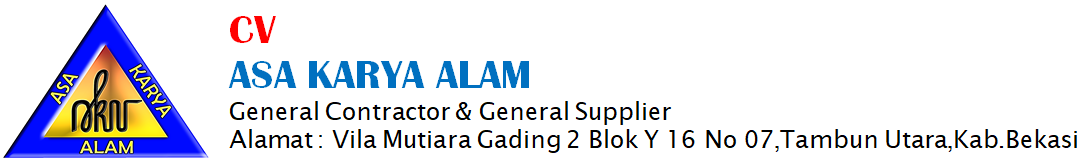 ASA
KARYA
ALAM
CV
ASA KARYA ALAM
General Contractor & General Supplier
Alamat : Vila Mutiara Gading 2 Blok Y 16 No 07,Tambun Utara,Kab.Bekasi